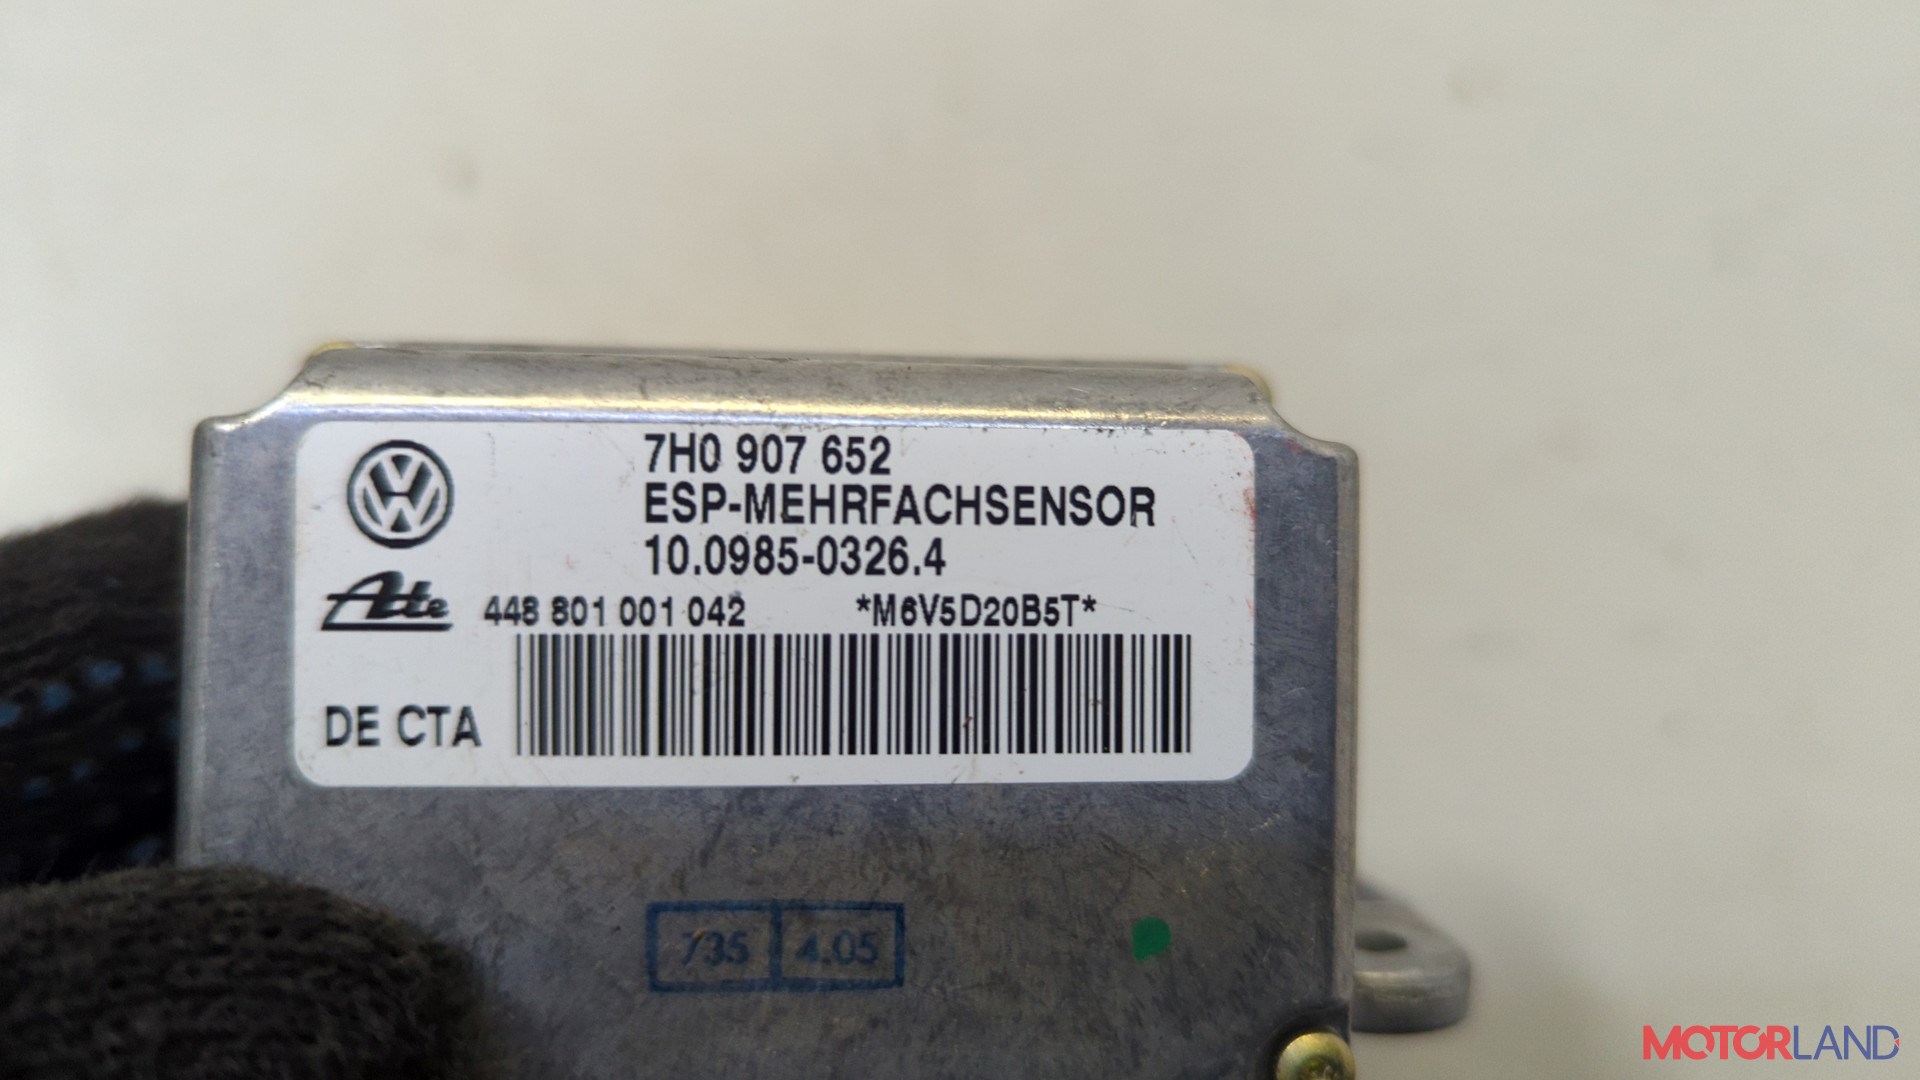 7H0 907 652
ESP-MEHRFACHSENSOR
10.0985-0326.4
Ate 448 801 001 042 *M6V5D20B5T*
DE CTA
735 4.05
MOTORLAND